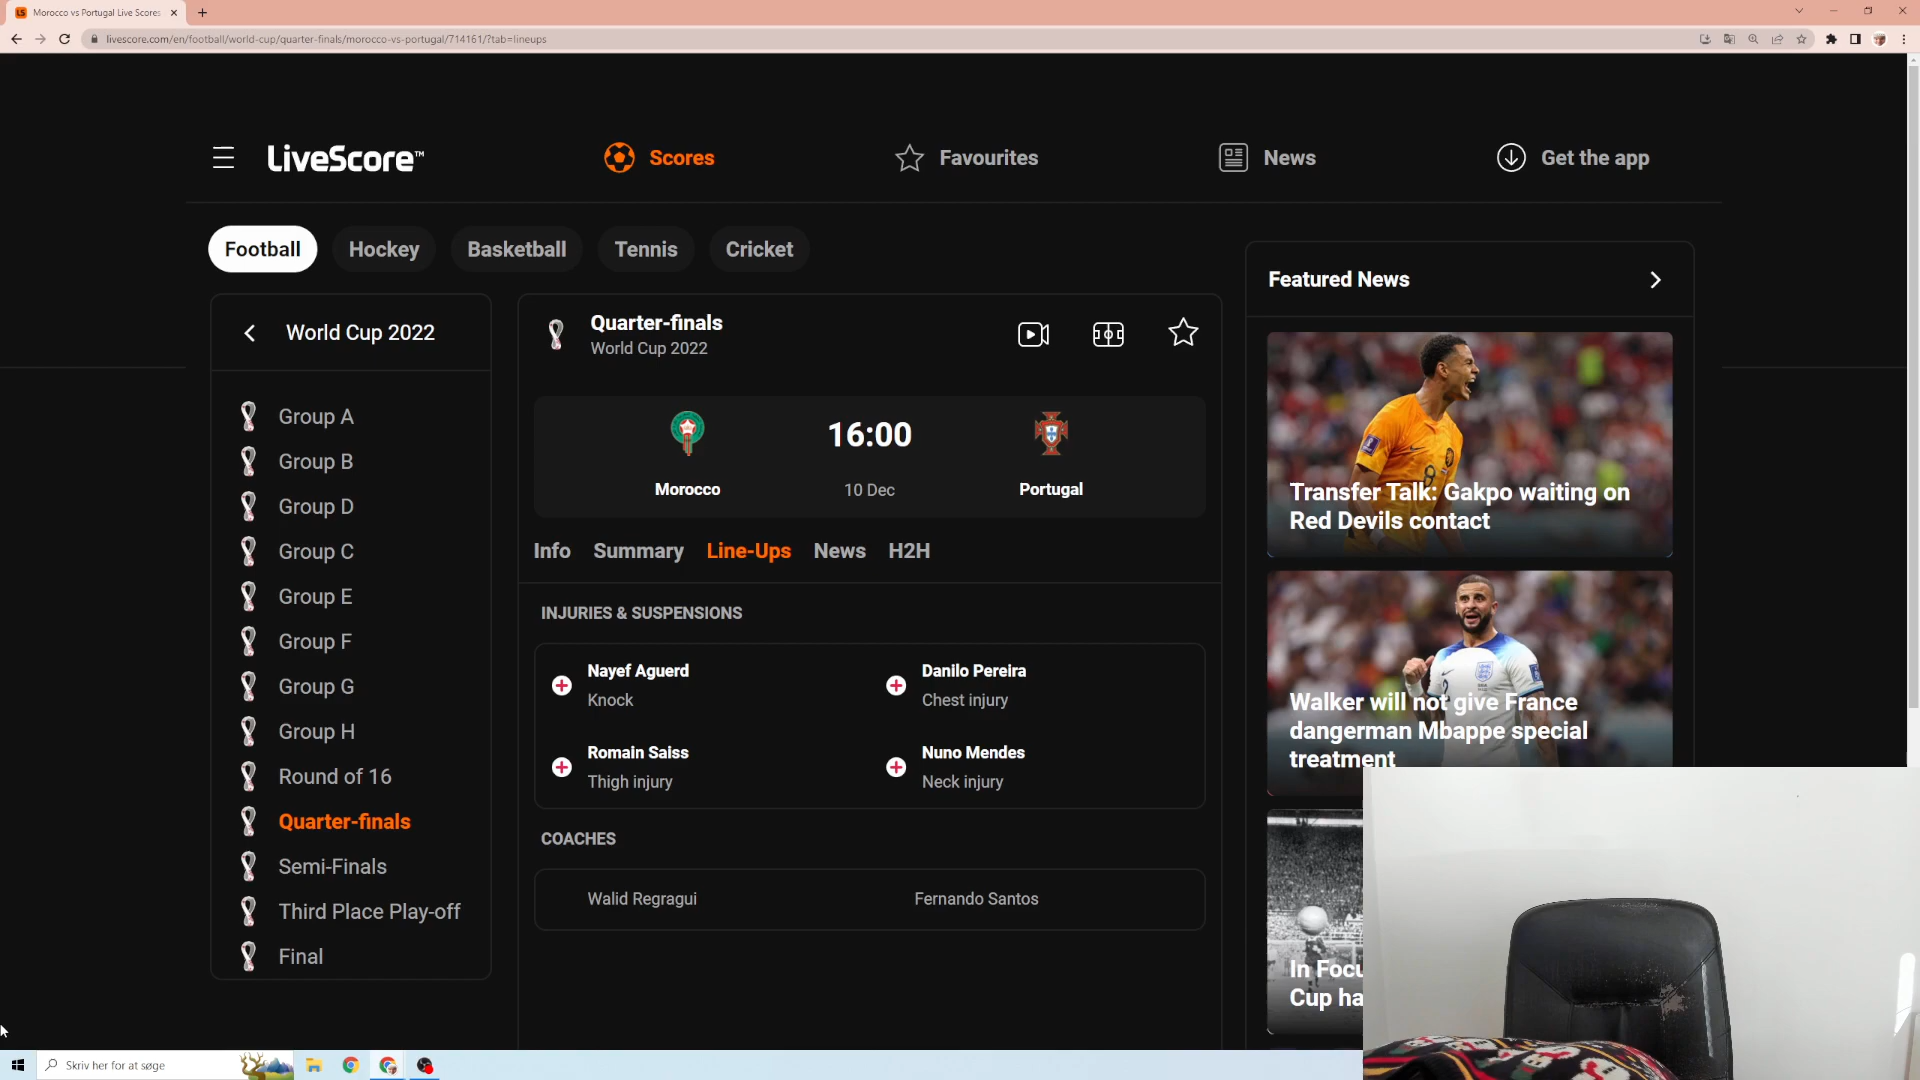 Morocco vs Portugal Live Scores
livescore.com/en/football/world-cup/quarter-finals/morocco-vs-portugal/714161/?tab=lineups
LiveScore™
Scores
Favourites
News
Get the app
Football
Hockey
Basketball
Tennis
Cricket
World Cup 2022
Group A
Group B
Group D
Group C
Group E
Group F
Group G
Group H
Round of 16
Quarter-finals
Semi-Finals
Third Place Play-off
Final
Quarter-finals
World Cup 2022
16:00
Morocco
10 Dec
Portugal
Info
Summary
Line-Ups
News
H2H
INJURIES & SUSPENSIONS
Nayef Aguerd
Knock
Danilo Pereira
Chest injury
Romain Saiss
Thigh injury
Nuno Mendes
Neck injury
COACHES
Walid Regragui
Fernando Santos
Featured News
Transfer Talk: Gakpo waiting on
Red Devils contact
Walker will not give France
dangerman Mbappe special
treatment
In Focu
Cup ha
Skriv her for at søge